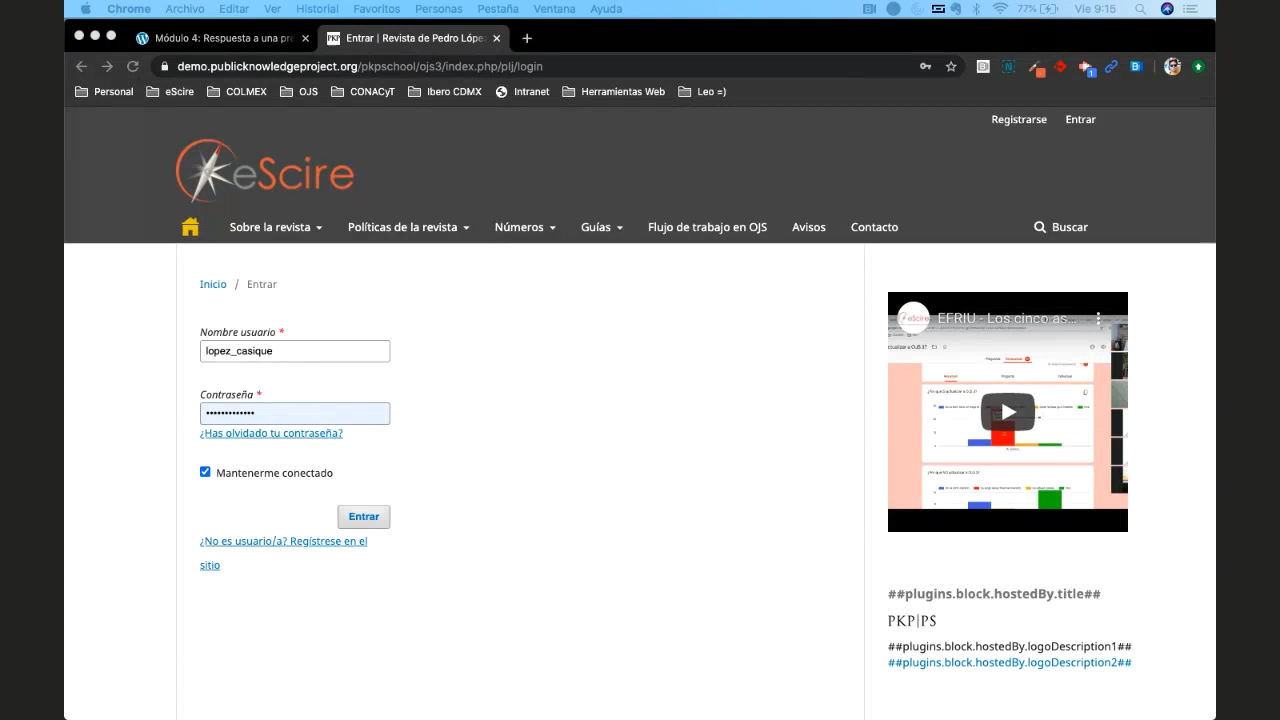 Chrome Archivo Editar Ver Historial Favoritos Personas Pestaña Ventana Ayuda 77% Vie 9:15
Módulo 4: Respuesta a una pr
Entrar | Revista de Pedro Lópe
demo.publicknowledgeproject.org/pkpschool/ojs3/index.php/plj/login
Personal eScire COLMEX OJS CONACyT Ibero CDMX Intranet Herramientas Web Leo =)
Registrarse Entrar
eScire
Sobre la revista Políticas de la revista Números Guías Flujo de trabajo en OJS Avisos Contacto Buscar
Inicio / Entrar
Nombre usuario *
lopez_casique
Contraseña *
•••••••••••••
¿Has olvidado tu contraseña?
Mantenerme conectado
Entrar
¿No es usuario/a? Regístrese en el
sitio
eScire
EFRIU - Los cinco as...
##plugins.block.hostedBy.title##
PKP|PS
##plugins.block.hostedBy.logoDescription1##
##plugins.block.hostedBy.logoDescription2##